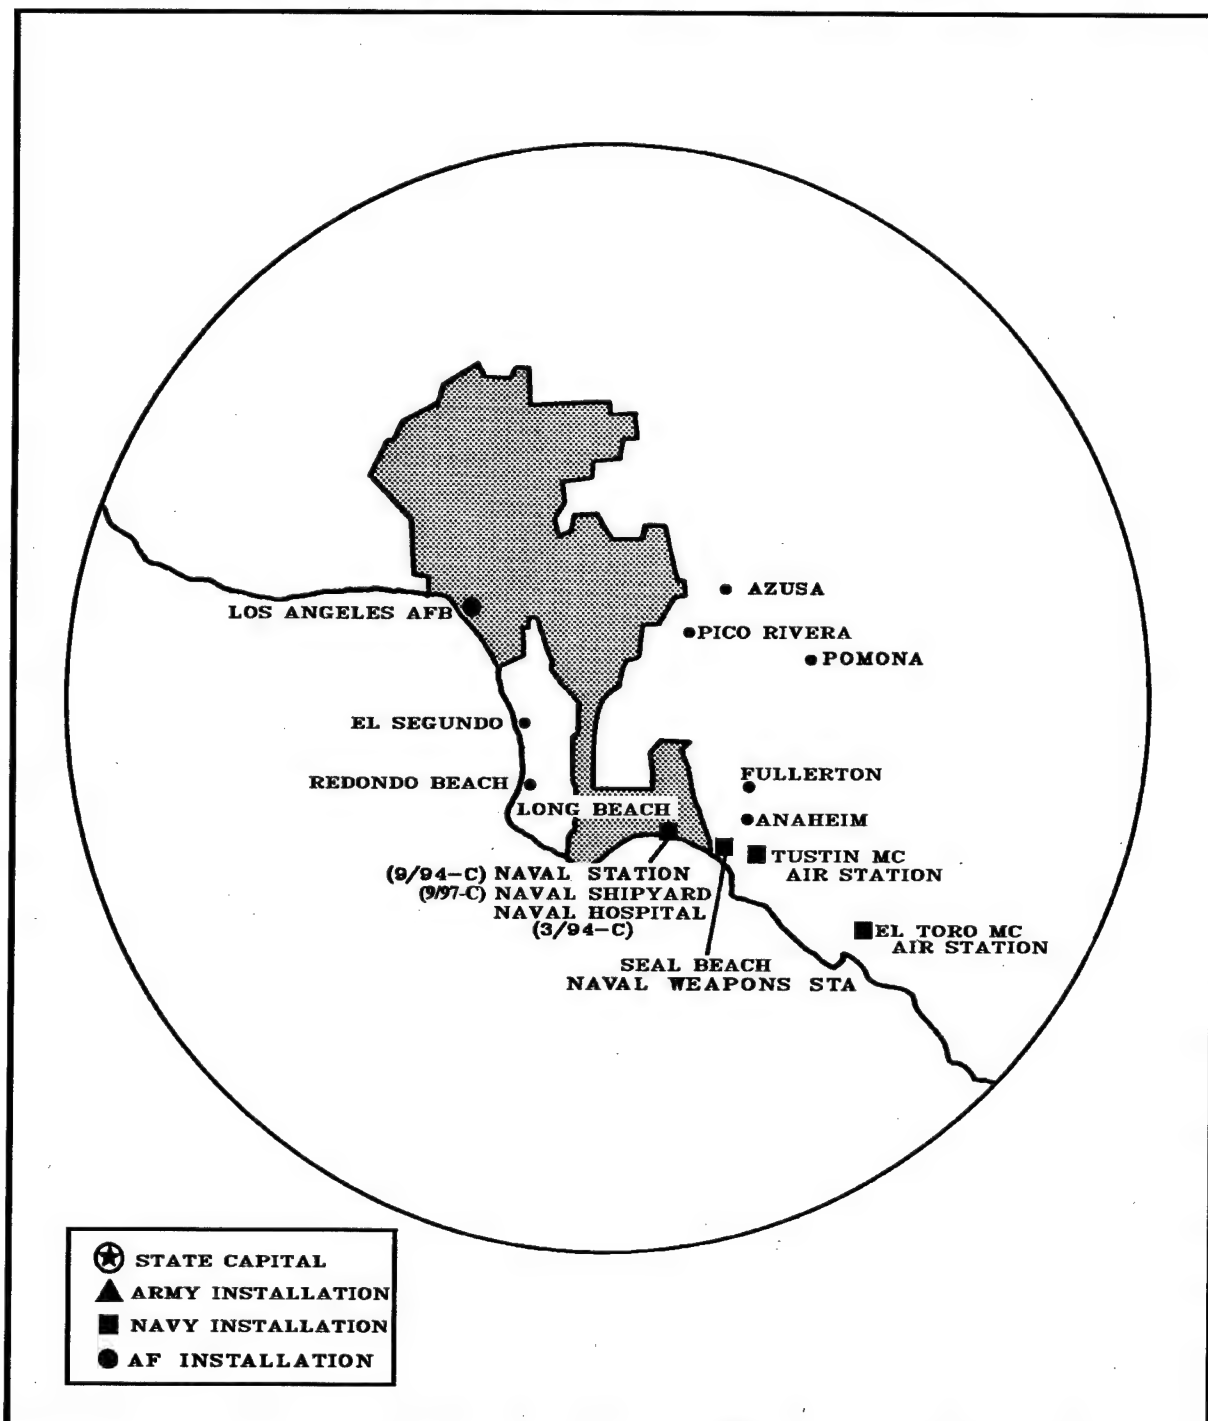 AZUSA
LOS ANGELES AFB
PICO RIVERA
POMONA
EL SEGUNDO
REDONDO BEACH
FULLERTON
LONG BEACH
ANAHEIM
TUSTIN MC
AIR STATION
(9/94-C) NAVAL STATION
(9/97-C) NAVAL SHIPYARD
NAVAL HOSPITAL
(3/94-C)
EL TORO MC
AIR STATION
SEAL BEACH
NAVAL WEAPONS STA
STATE CAPITAL
ARMY INSTALLATION
NAVY INSTALLATION
AF INSTALLATION